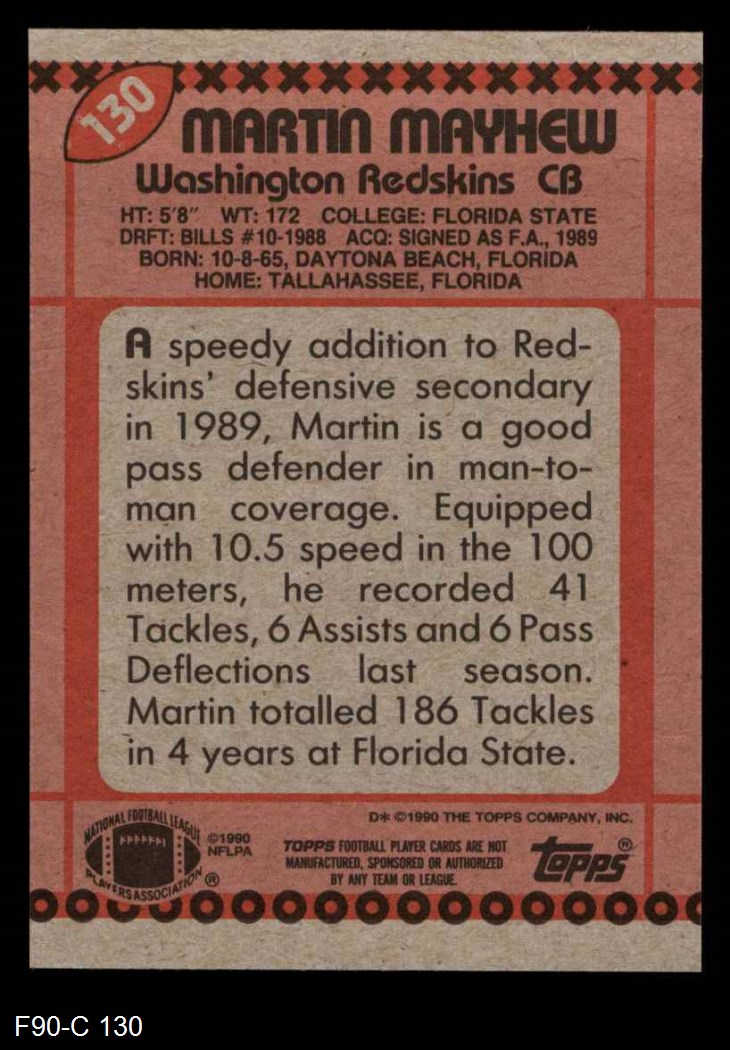 130
MARTIN MAYHEW
Washington Redskins CB
HT: 5'8" WT: 172 COLLEGE: FLORIDA STATE
DRFT: BILLS #10-1988 ACQ: SIGNED AS F.A., 1989
BORN: 10-8-65, DAYTONA BEACH, FLORIDA
HOME: TALLAHASSEE, FLORIDA
A speedy addition to Red-
skins' defensive secondary
in 1989, Martin is a good
pass defender in man-to-
man coverage. Equipped
with 10.5 speed in the 100
meters, he recorded 41
Tackles, 6 Assists and 6 Pass
Deflections last season.
Martin totalled 186 Tackles
in 4 years at Florida State.
D* ©1990 THE TOPPS COMPANY, INC.
NATIONAL FOOTBALL LEAGUE
PLAYERS ASSOCIATION ®
©1990
NFLPA
TOPPS FOOTBALL PLAYER CARDS ARE NOT
MANUFACTURED, SPONSORED OR AUTHORIZED
BY ANY TEAM OR LEAGUE.
Topps®
F90-C 130